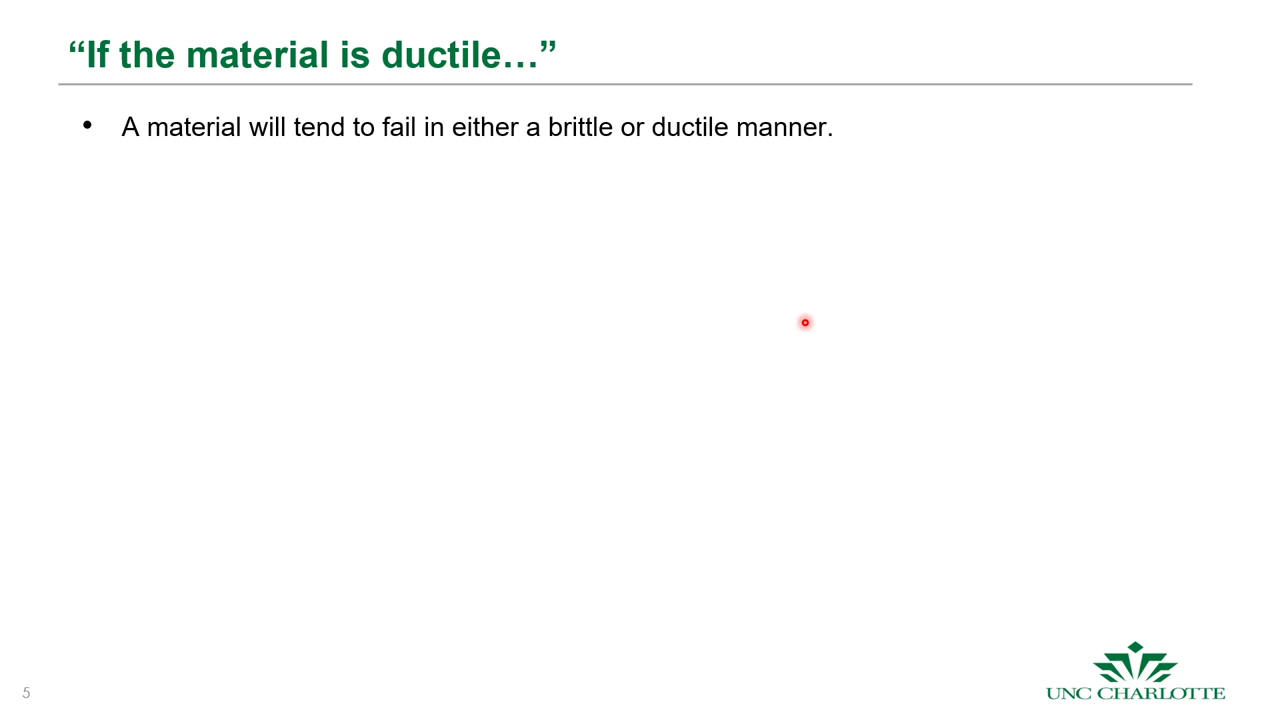 “If the material is ductile…”
• A material will tend to fail in either a brittle or ductile manner.
5
UNC CHARLOTTE